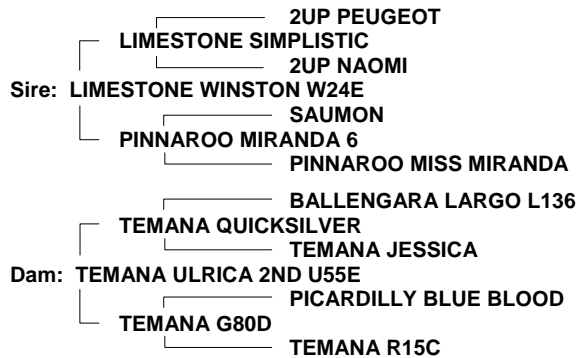 2UP PEUGEOT
LIMESTONE SIMPLISTIC
2UP NAOMI
Sire: LIMESTONE WINSTON W24E
SAUMON
PINNAROO MIRANDA 6
PINNAROO MISS MIRANDA
BALLENGARA LARGO L136
TEMANA QUICKSILVER
TEMANA JESSICA
Dam: TEMANA ULRICA 2ND U55E
PICARDILLY BLUE BLOOD
TEMANA G80D
TEMANA R15C